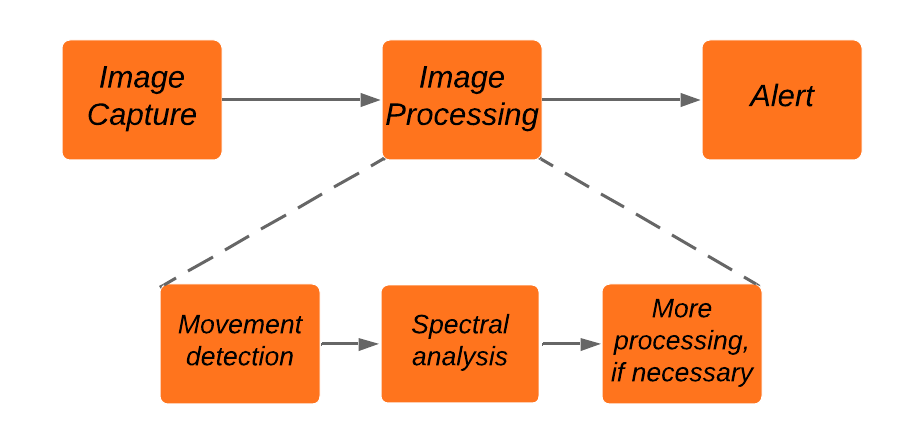 Image
Capture
Image
Processing
Alert
Movement
detection
Spectral
analysis
More
processing,
if necessary